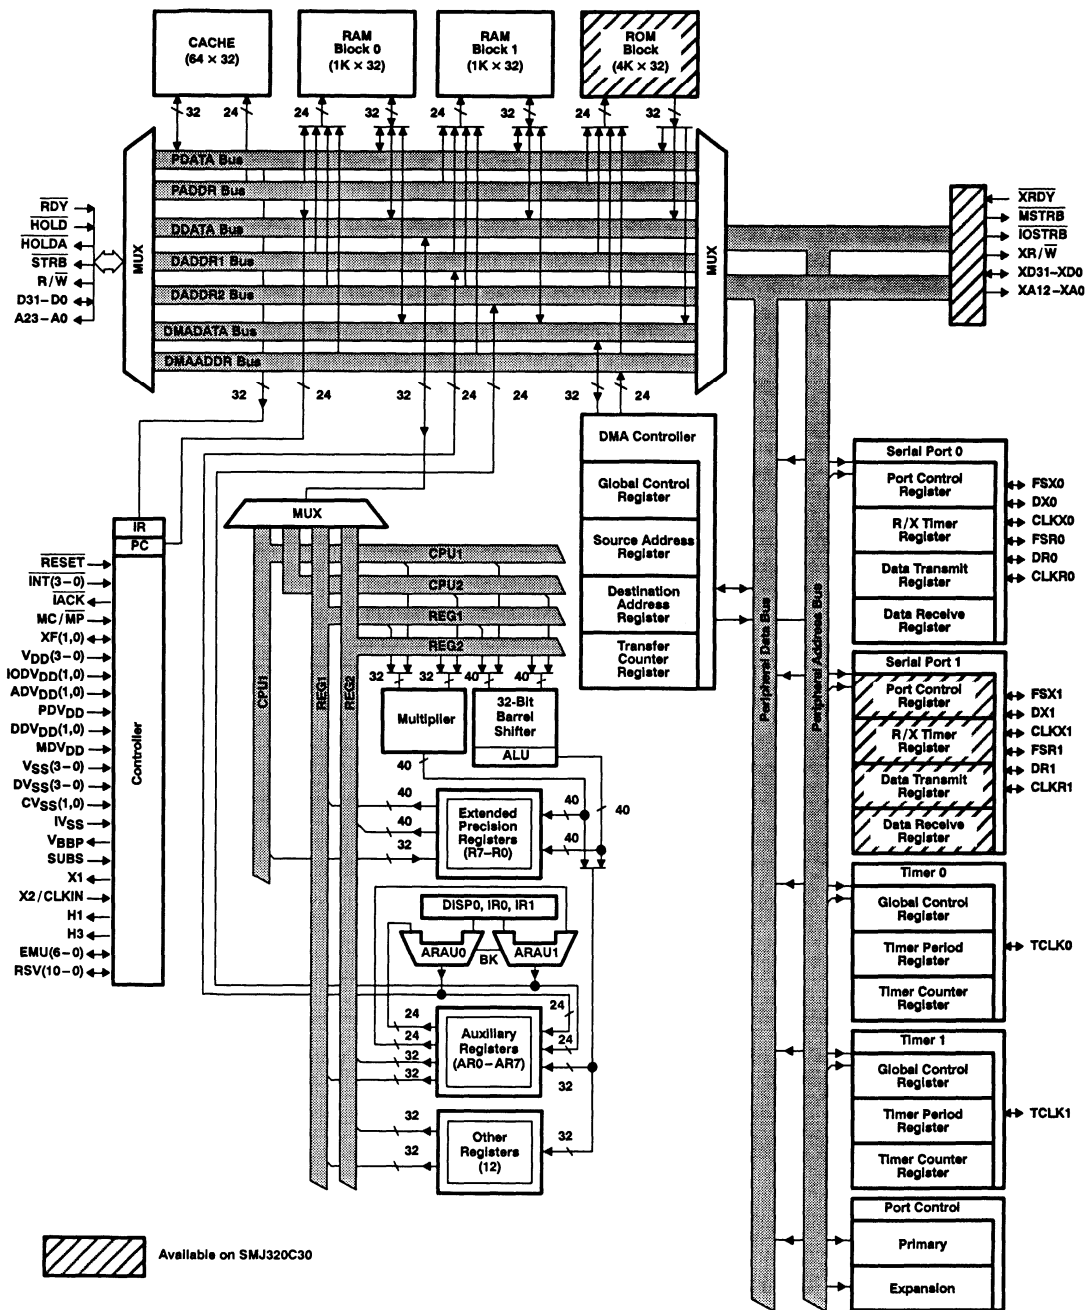 CACHE
(64 × 32)
RAM
Block 0
(1K × 32)
RAM
Block 1
(1K × 32)
ROM
Block
(4K × 32)
32
24
24
32
24
32
24
32
PDATA Bus
PADDR Bus
DDATA Bus
DADDR1 Bus
DADDR2 Bus
DMADATA Bus
DMAADDR Bus
MUX
MUX
RDY
HOLD
HOLDA
STRB
R/W
D31–D0
A23–A0
XRDY
MSTRB
IOSTRB
XR/W
XD31–XD0
XA12–XA0
32
24
32
24
24
32
24
DMA Controller
Global Control
Register
Source Address
Register
Destination
Address
Register
Transfer
Counter
Register
IR
PC
Controller
RESET
INT(3–0)
IACK
MC/MP
XF(1,0)
VDD(3–0)
IODVDD(1,0)
ADVDD(1,0)
PDVDD
DDVDD(1,0)
MDVDD
VSS(3–0)
DVSS(3–0)
CVSS(1,0)
IVSS
VBBP
SUBS
X1
X2/CLKIN
H1
H3
EMU(6–0)
RSV(10–0)
MUX
CPU1
CPU2
REG1
REG2
CPU1
REG1
REG2
32
32
40
40
Multiplier
32-Bit
Barrel
Shifter
ALU
40
40
40
32
Extended
Precision
Registers
(R7–R0)
40
40
40
DISP0, IR0, IR1
ARAU0
BK
ARAU1
24
24
32
32
Auxiliary
Registers
(AR0–AR7)
24
24
32
32
32
Other
Registers
(12)
32
Peripheral Data Bus
Peripheral Address Bus
Serial Port 0
Port Control
Register
R/X Timer
Register
Data Transmit
Register
Data Receive
Register
FSX0
DX0
CLKX0
FSR0
DR0
CLKR0
Serial Port 1
Port Control
Register
R/X Timer
Register
Data Transmit
Register
Data Receive
Register
FSX1
DX1
CLKX1
FSR1
DR1
CLKR1
Timer 0
Global Control
Register
Timer Period
Register
Timer Counter
Register
TCLK0
Timer 1
Global Control
Register
Timer Period
Register
Timer Counter
Register
TCLK1
Port Control
Primary
Expansion
Available on SMJ320C30